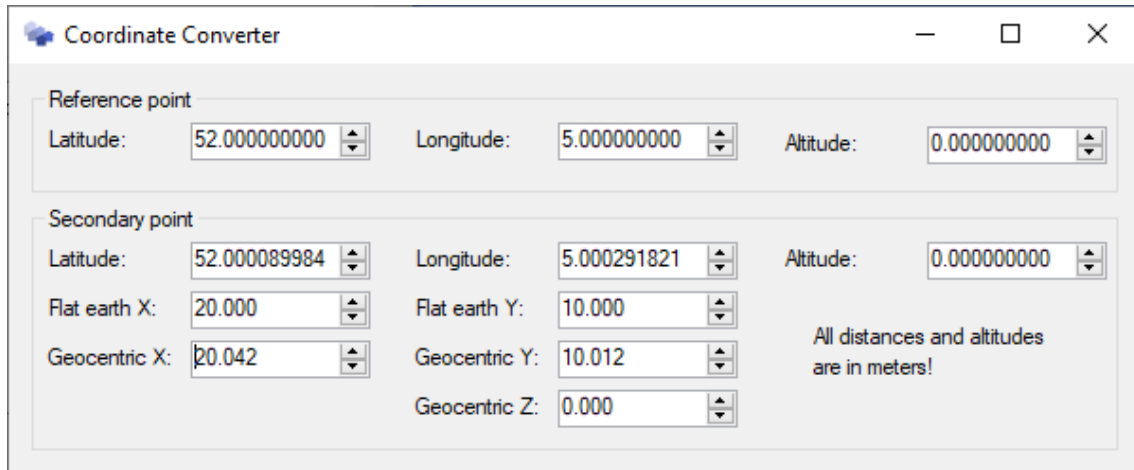 Coordinate Converter
Reference point
Latitude: 52.000000000 Longitude: 5.000000000 Altitude: 0.000000000
Secondary point
Latitude: 52.000089984 Longitude: 5.000291821 Altitude: 0.000000000
Flat earth X: 20.000 Flat earth Y: 10.000
Geocentric X: 20.042 Geocentric Y: 10.012
All distances and altitudes
are in meters!
Geocentric Z: 0.000